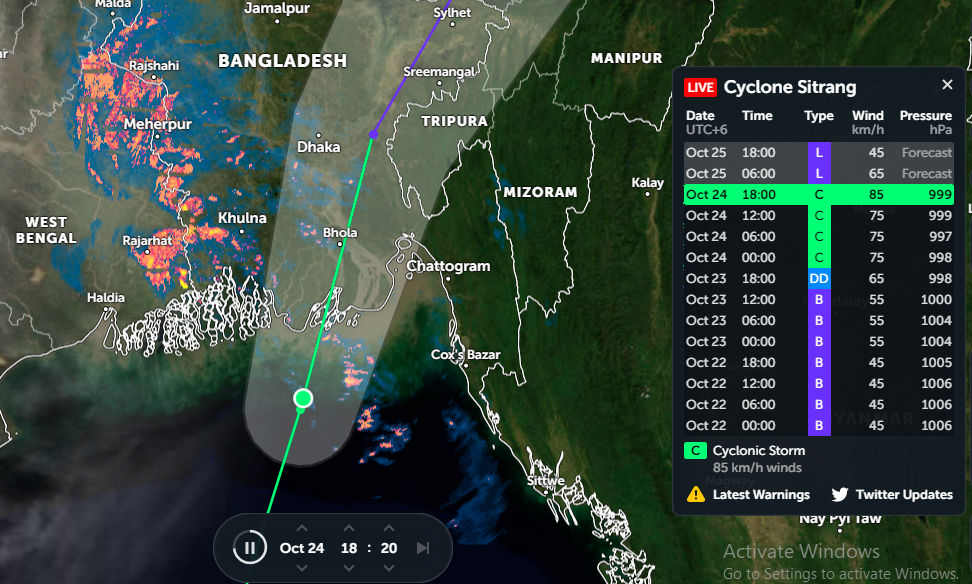 Malda
Jamalpur
Sylhet
Rajshahi
BANGLADESH
Sreemangal
MANIPUR
Meherpur
TRIPURA
Dhaka
MIZORAM
Kalay
WEST
BENGAL
Khulna
Rajarhat
Bhola
Chattogram
Haldia
Cox's Bazar
Sittwe
Nay Pyi Taw
LIVE Cyclone Sitrang ✕
Date Time Type Wind Pressure
UTC+6 km/h hPa
Oct 25 18:00 L 45 Forecast
Oct 25 06:00 L 65 Forecast
Oct 24 18:00 C 85 999
Oct 24 12:00 C 75 999
Oct 24 06:00 C 75 997
Oct 24 00:00 C 75 998
Oct 23 18:00 DD 65 998
Oct 23 12:00 B 55 1000
Oct 23 06:00 B 55 1004
Oct 23 00:00 B 55 1004
Oct 22 18:00 B 45 1005
Oct 22 12:00 B 45 1006
Oct 22 06:00 B 45 1006
Oct 22 00:00 B 45 1006
C Cyclonic Storm
85 km/h winds
Magway
Latest Warnings Twitter Updates
Oct 24 18 : 20
Activate Windows
Go to Settings to activate Windows.